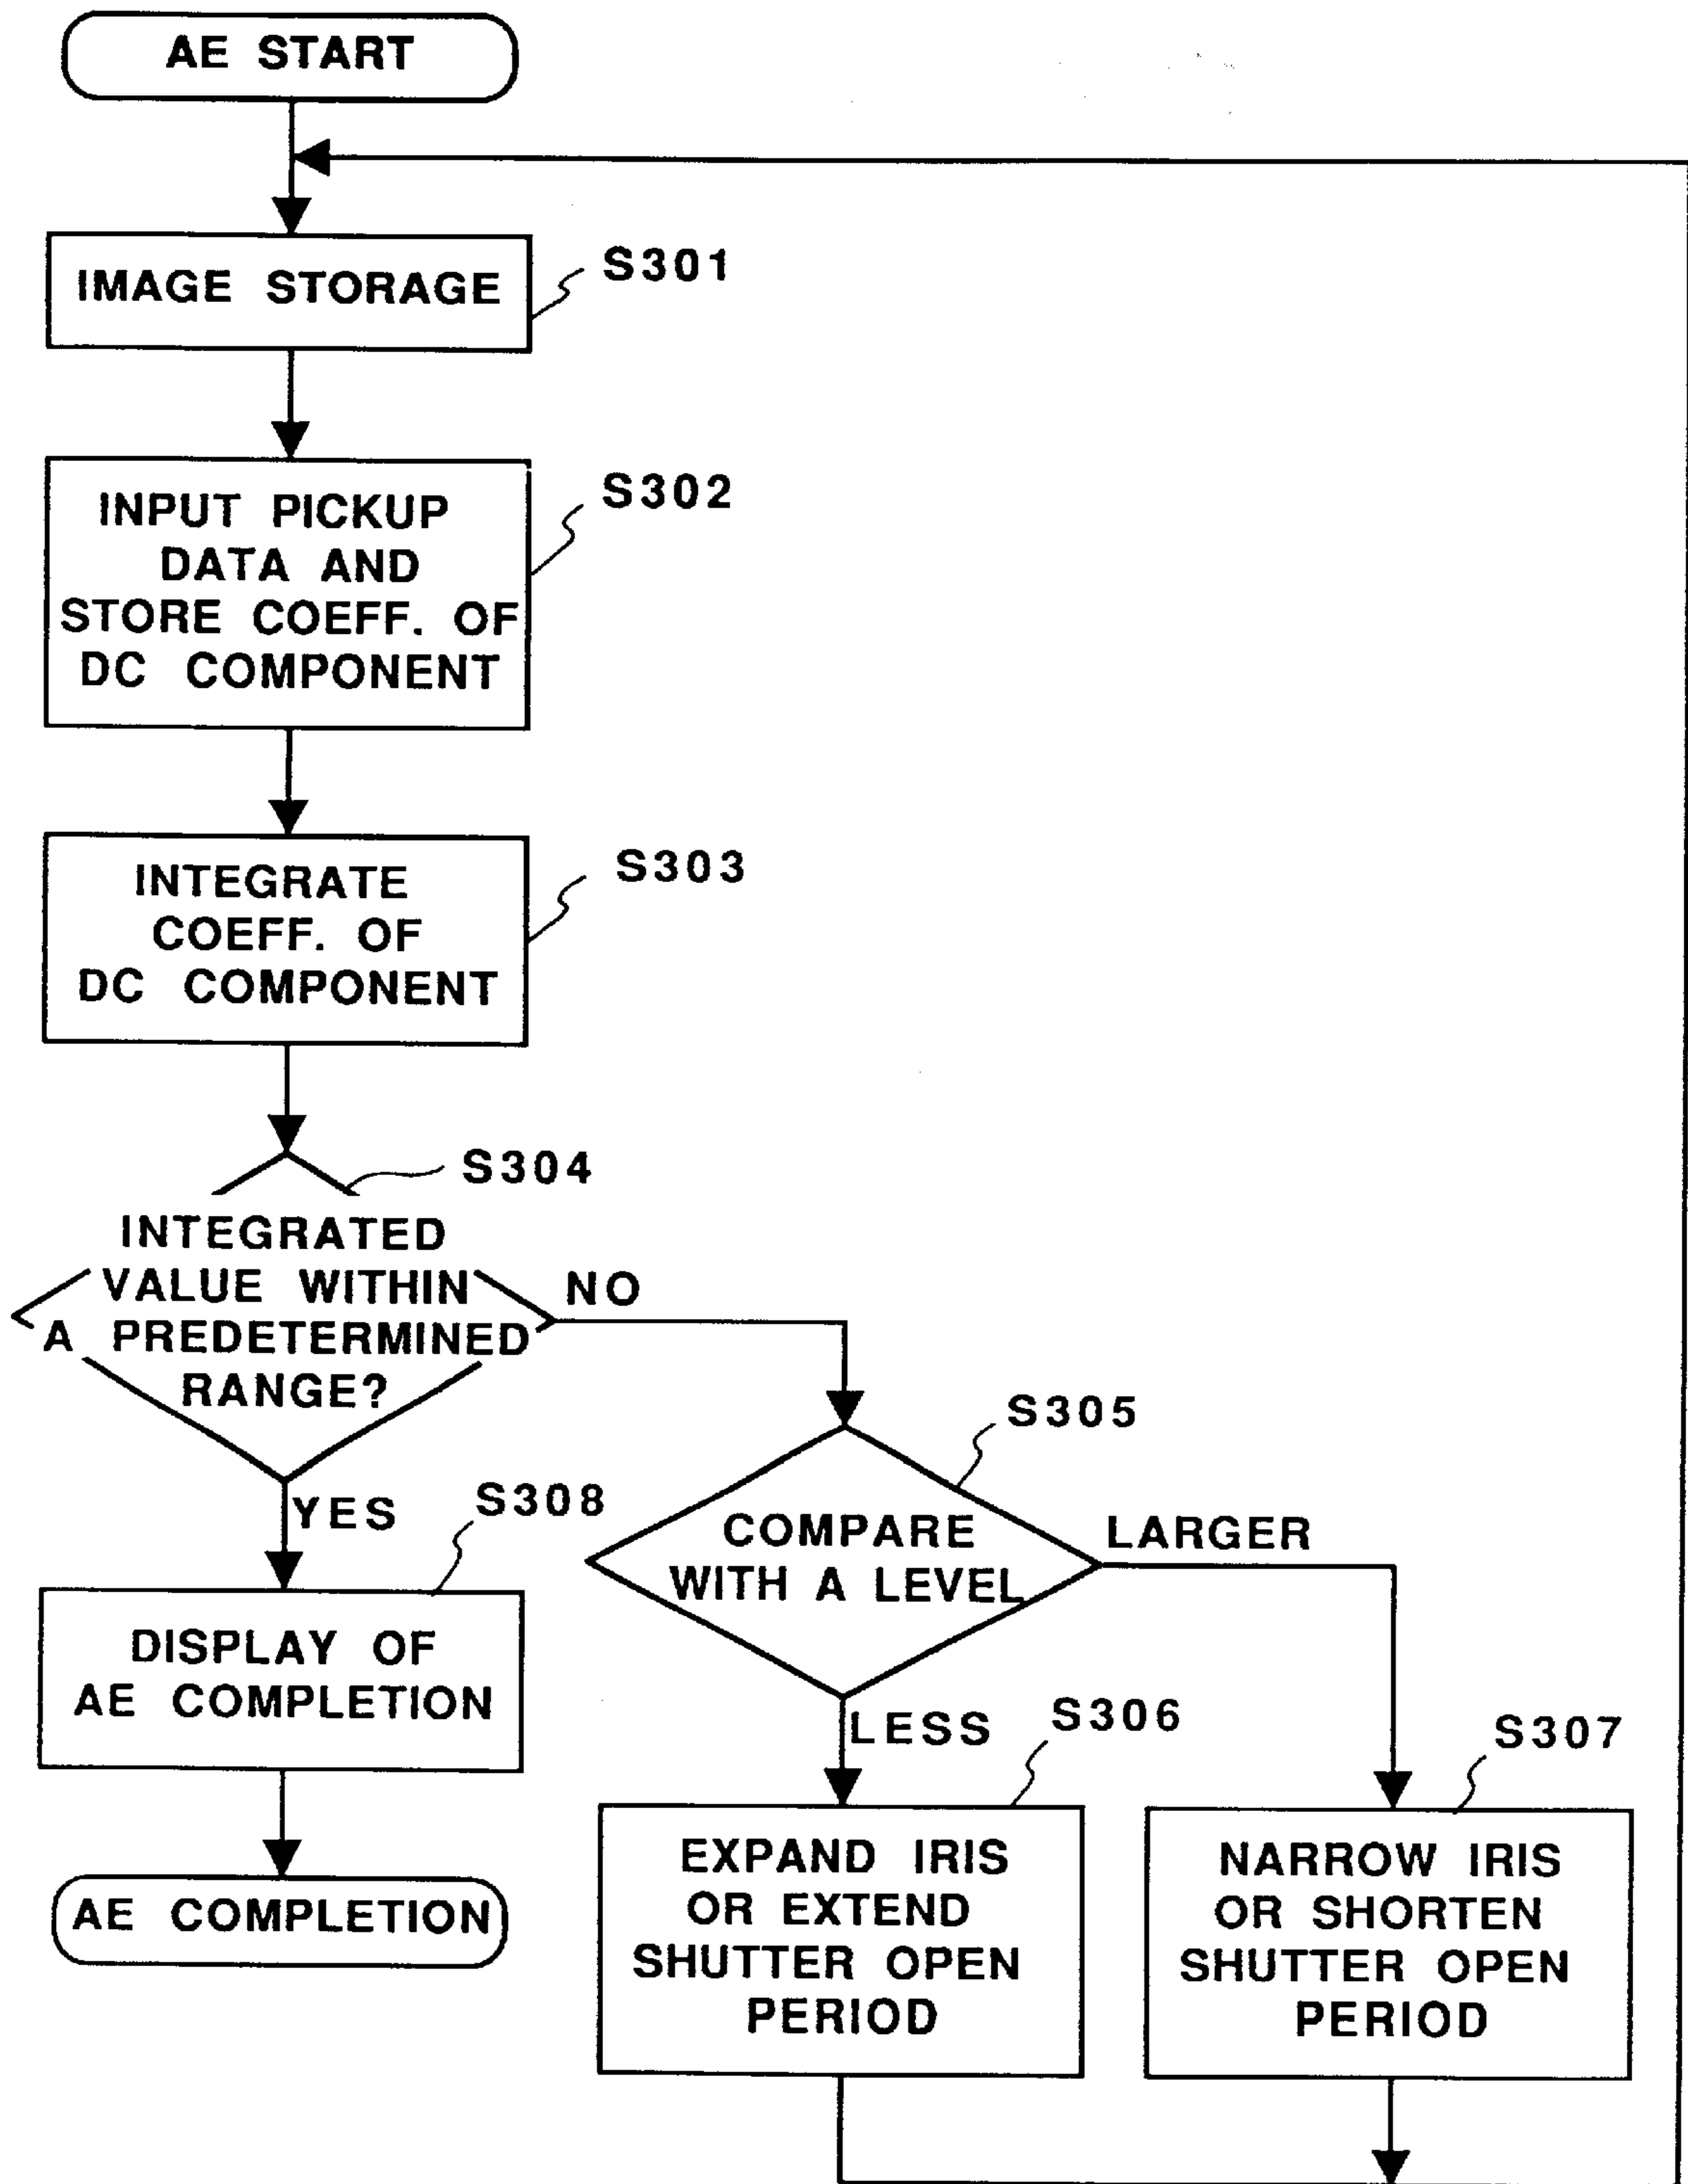 AE START
IMAGE STORAGE
S301
INPUT PICKUP
DATA AND
STORE COEFF. OF
DC COMPONENT
S302
INTEGRATE
COEFF. OF
DC COMPONENT
S303
S304
INTEGRATED
VALUE WITHIN
A PREDETERMINED
RANGE?
NO
YES
S305
COMPARE
WITH A LEVEL
LARGER
LESS
S308
DISPLAY OF
AE COMPLETION
AE COMPLETION
S306
EXPAND IRIS
OR EXTEND
SHUTTER OPEN
PERIOD
S307
NARROW IRIS
OR SHORTEN
SHUTTER OPEN
PERIOD